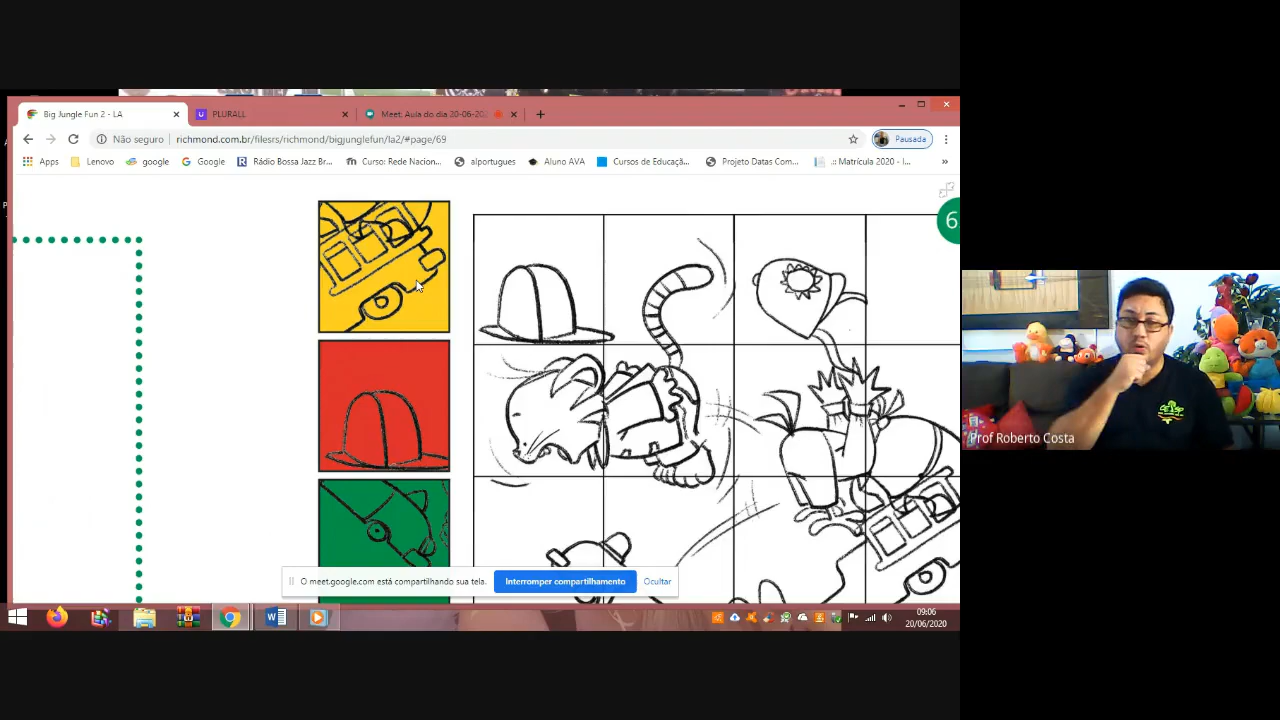 Big Jungle Fun 2 - LA
PLURALL
Meet: Aula do dia 20-06-202
Não seguro
richmond.com.br/filesrs/richmond/bigjunglefun/la2/#page/69
Pausada
Apps
Lenovo
google
Google
Rádio Bossa Jazz Br...
Curso: Rede Nacion...
alportugues
Aluno AVA
Cursos de Educaçã...
Projeto Datas Com...
.:: Matrícula 2020 - I...
»
6
Prof Roberto Costa
O meet.google.com está compartilhando sua tela.
Interromper compartilhamento
Ocultar
09:06
20/06/2020